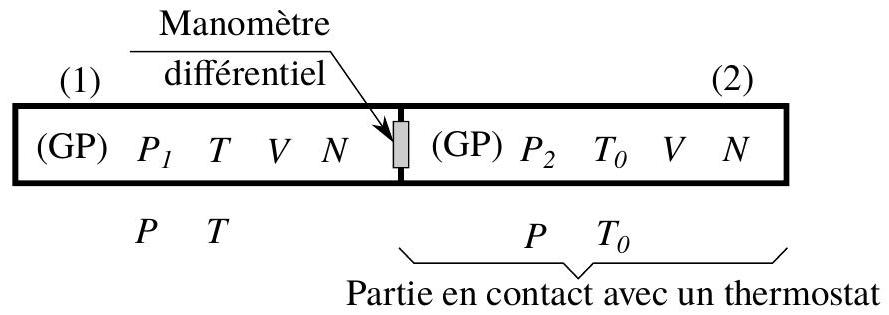 Manomètre
différentiel
(1)
(2)
(GP) P1 T V N
(GP) P2 T0 V N
P T
P T0
Partie en contact avec un thermostat